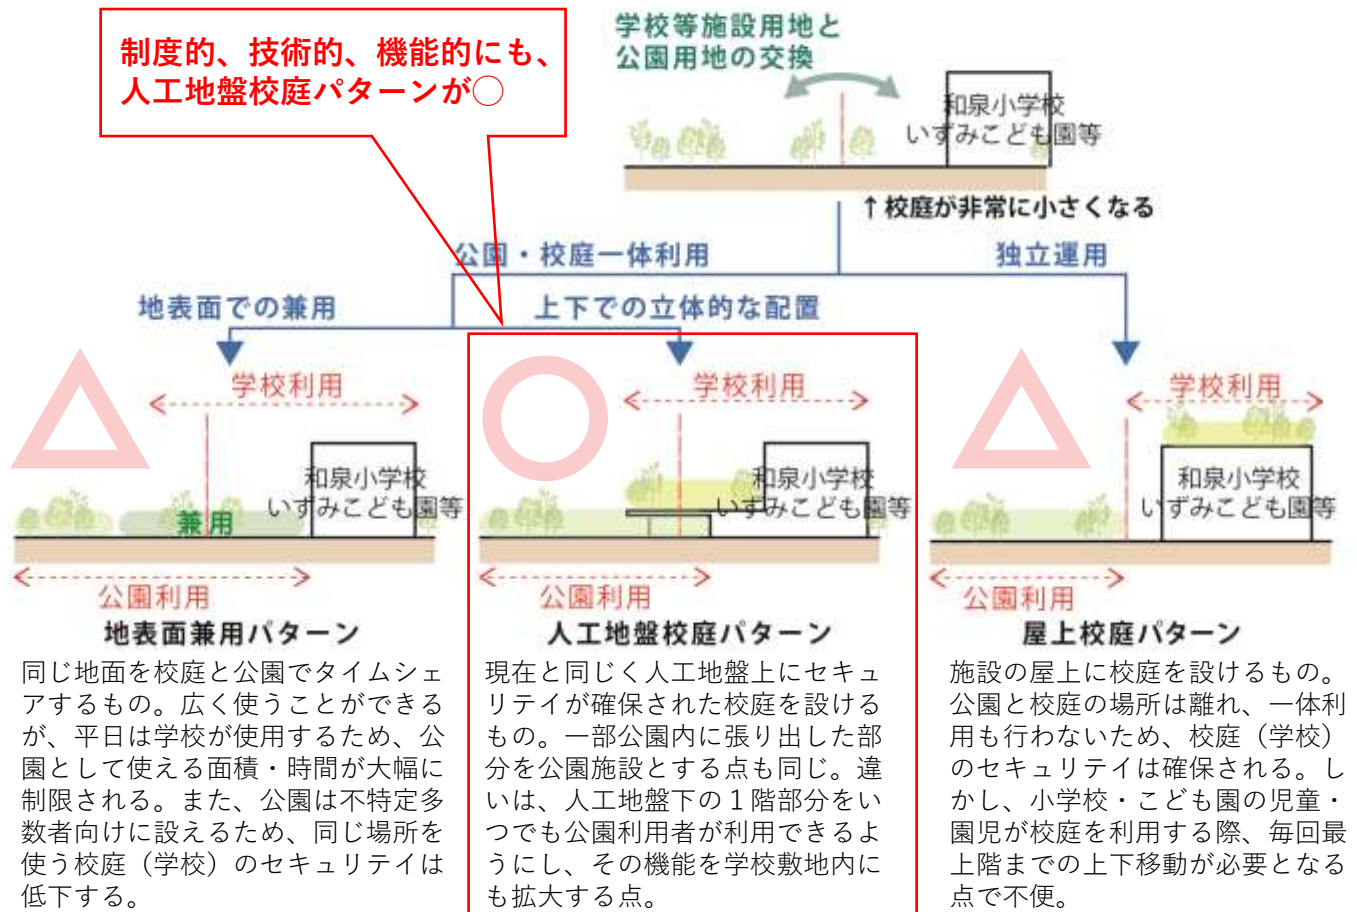 制度的、技術的、機能的にも、
人工地盤校庭パターンが○
学校等施設用地と
公園用地の交換
和泉小学校
いずみこども園等
↑校庭が非常に小さくなる
公園・校庭一体利用
独立運用
地表面での兼用
上下での立体的な配置
学校利用
和泉小学校
いずみこども園等
兼用
公園利用
地表面兼用パターン
同じ地面を校庭と公園でタイムシェ
アするもの。広く使うことができる
が、平日は学校が使用するため、公
園として使える面積・時間が大幅に
制限される。また、公園は不特定多
数者向けに設えるため、同じ場所を
使う校庭（学校）のセキュリテイは
低下する。
学校利用
和泉小学校
いずみこども園等
公園利用
人工地盤校庭パターン
現在と同じく人工地盤上にセキュ
リテイが確保された校庭を設ける
もの。一部公園内に張り出した部
分を公園施設とする点も同じ。違
いは、人工地盤下の１階部分をい
つでも公園利用者が利用できるよ
うにし、その機能を学校敷地内に
も拡大する点。
学校利用
和泉小学校
いずみこども園等
公園利用
屋上校庭パターン
施設の屋上に校庭を設けるもの。
公園と校庭の場所は離れ、一体利
用も行わないため、校庭（学校）
のセキュリテイは確保される。し
かし、小学校・こども園の児童・
園児が校庭を利用する際、毎回最
上階までの上下移動が必要となる
点で不便。